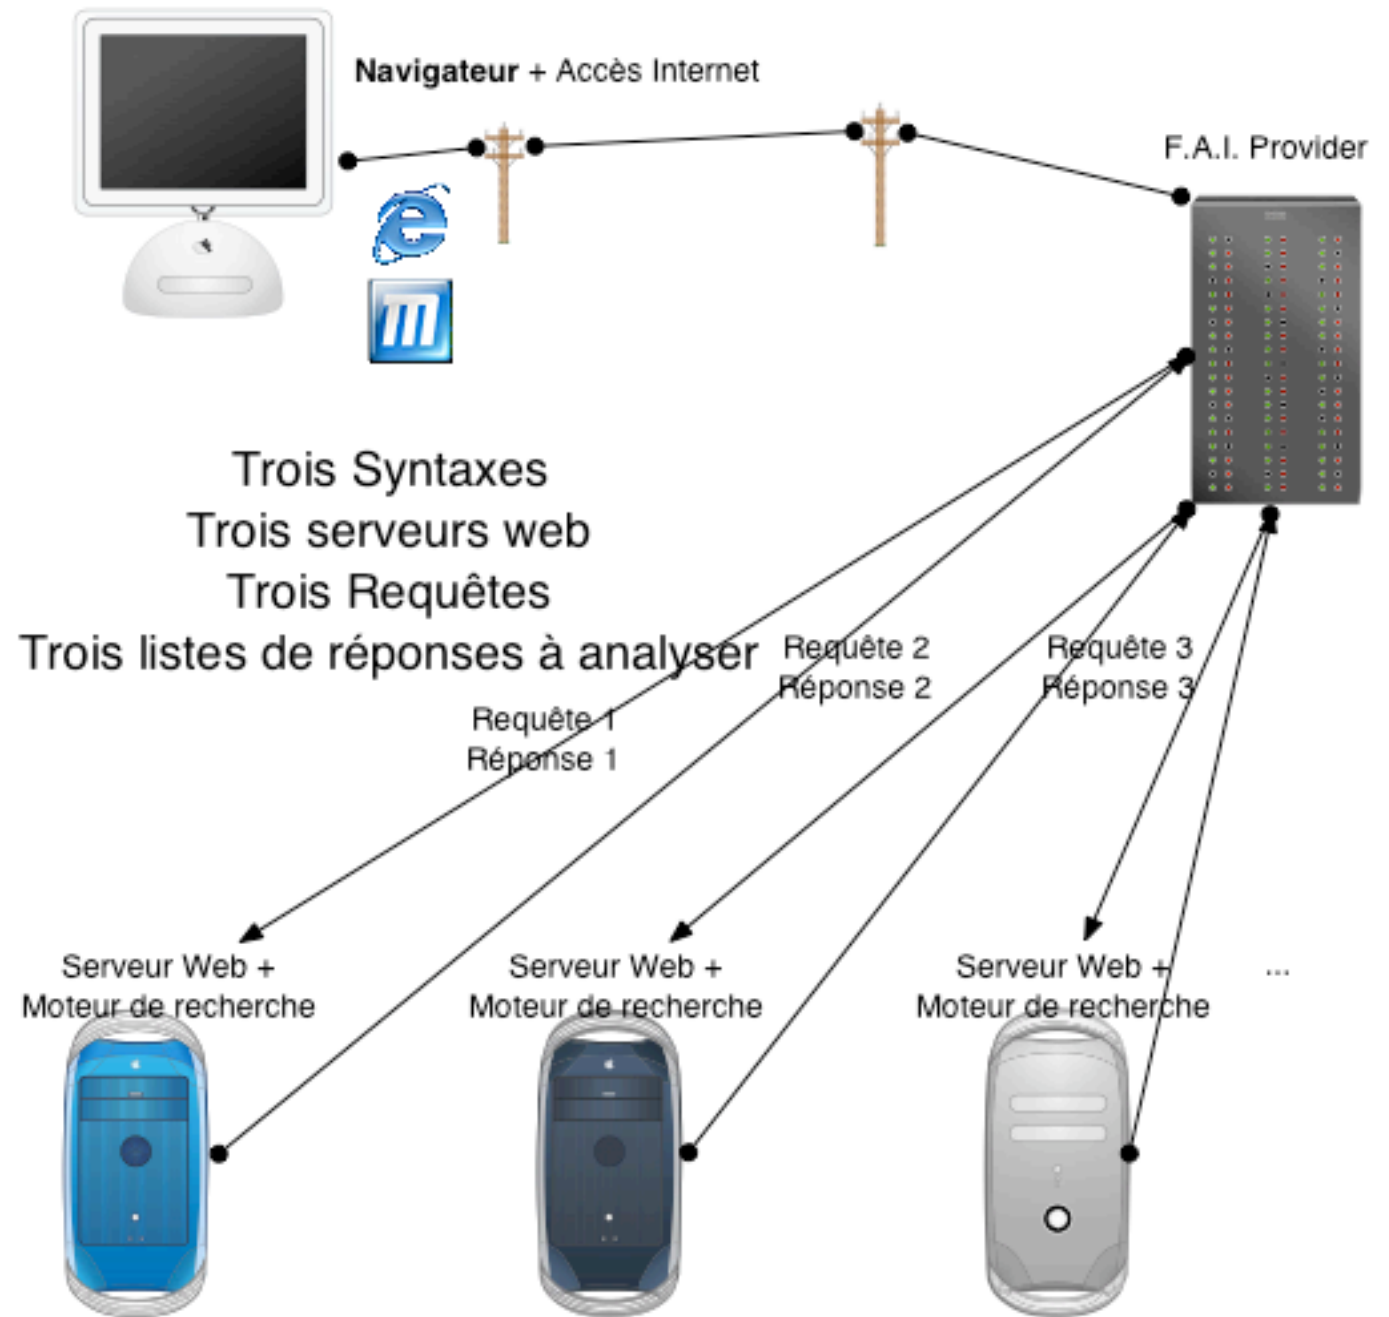 Navigateur + Accès Internet
F.A.I. Provider
Trois Syntaxes
Trois serveurs web
Trois Requêtes
Trois listes de réponses à analyser
Requête 1
Réponse 1
Requête 2
Réponse 2
Requête 3
Réponse 3
Serveur Web +
Moteur de recherche
Serveur Web +
Moteur de recherche
Serveur Web +
Moteur de recherche
...